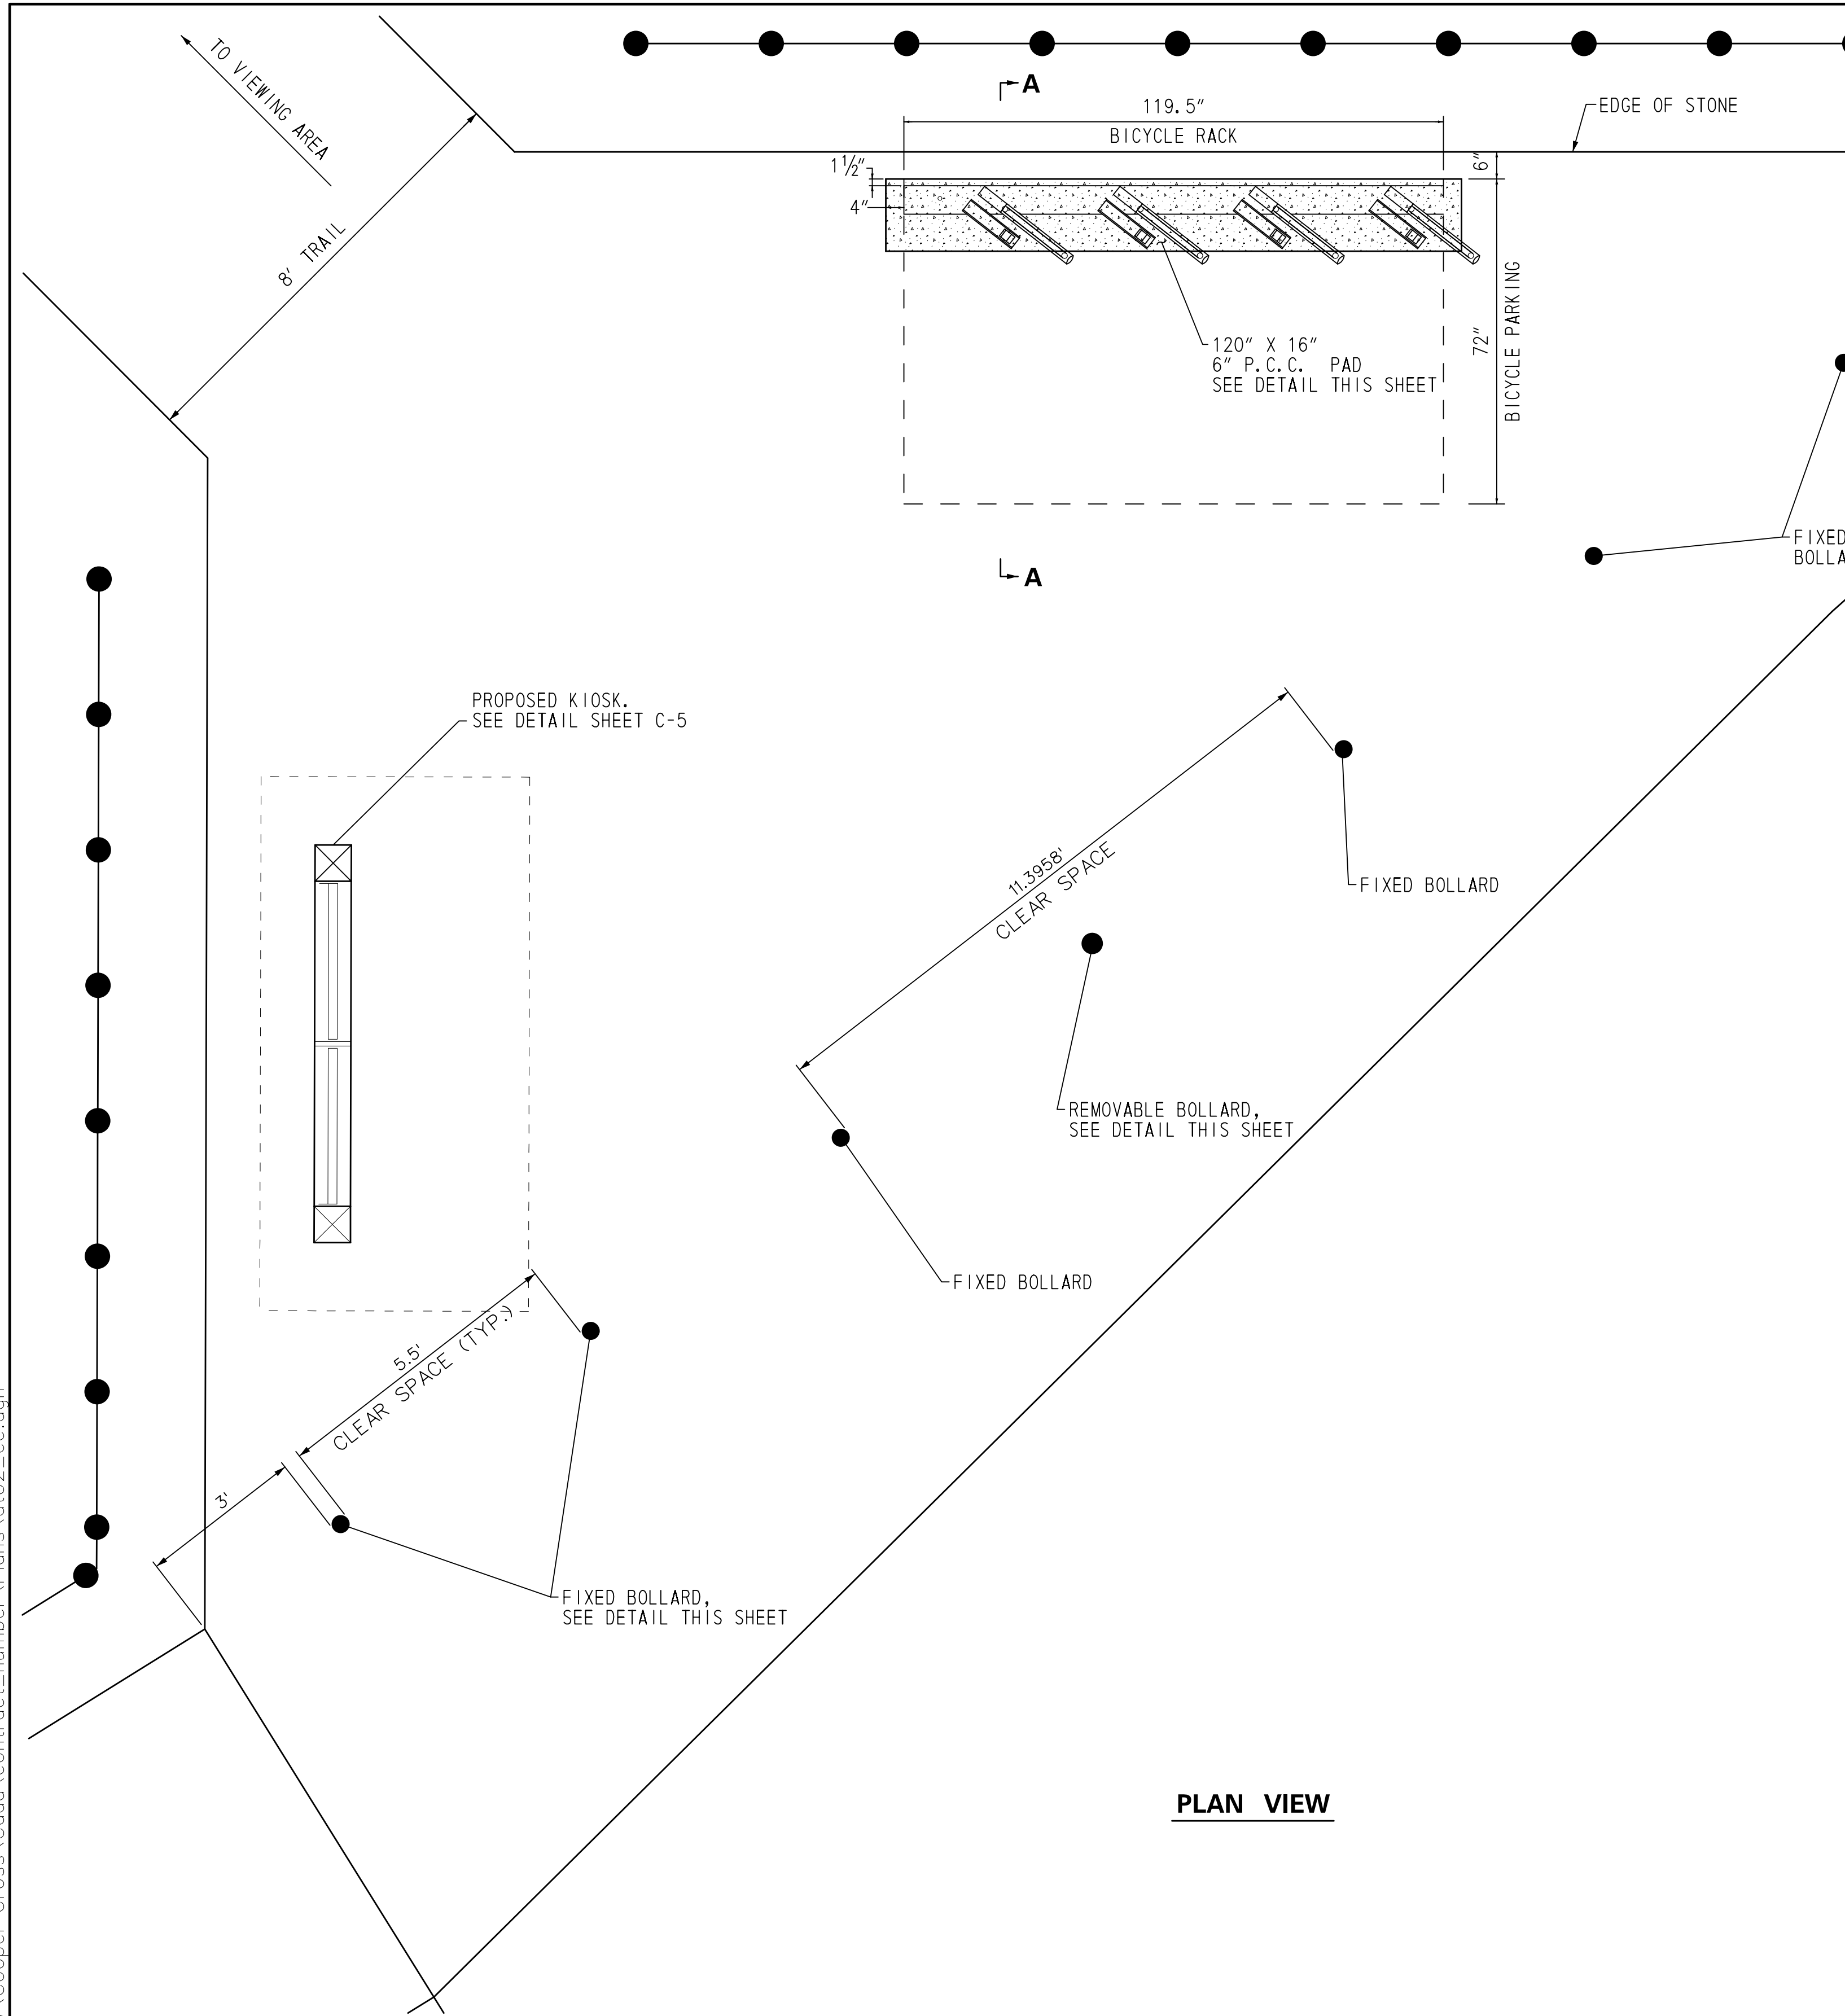 TO VIEWING AREA
8' TRAIL
A
119.5"
BICYCLE RACK
EDGE OF STONE
1 ½"
6"
4"
120" X 16"
6" P.C.C. PAD
SEE DETAIL THIS SHEET
72"
BICYCLE PARKING
FIXED
A
PROPOSED KIOSK.
SEE DETAIL SHEET C-5
11.3958'
CLEAR SPACE
FIXED BOLLARD
REMOVABLE BOLLARD,
SEE DETAIL THIS SHEET
FIXED BOLLARD
5.5'
CLEAR SPACE (TYP.)
3'
FIXED BOLLARD,
SEE DETAIL THIS SHEET
PLAN VIEW